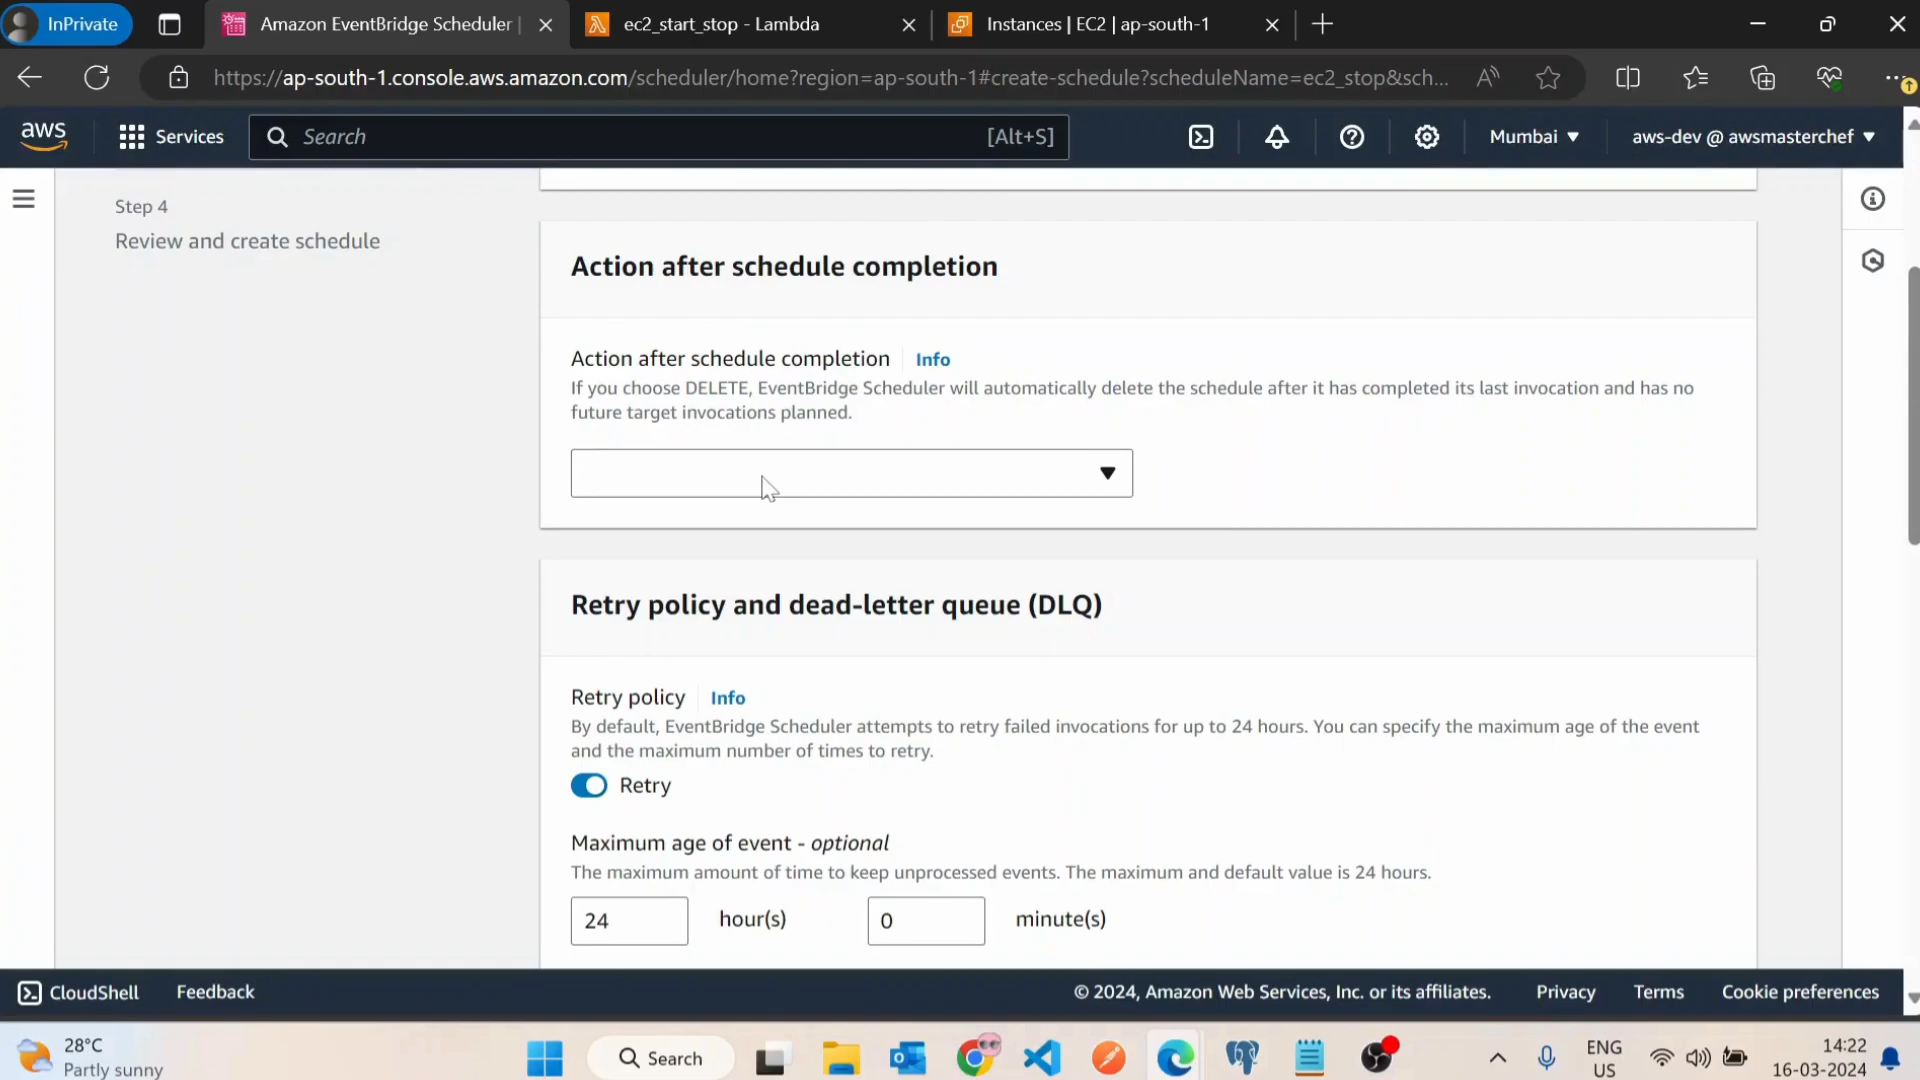 InPrivate
Amazon EventBridge Scheduler |
ec2_start_stop - Lambda
Instances | EC2 | ap-south-1
https://ap-south-1.console.aws.amazon.com/scheduler/home?region=ap-south-1#create-schedule?scheduleName=ec2_stop&sch...
aws
Services
Search
[Alt+S]
Mumbai
aws-dev @ awsmasterchef
Step 4
Review and create schedule
Action after schedule completion
Action after schedule completion
Info
If you choose DELETE, EventBridge Scheduler will automatically delete the schedule after it has completed its last invocation and has no
future target invocations planned.
Retry policy and dead-letter queue (DLQ)
Retry policy
Info
By default, EventBridge Scheduler attempts to retry failed invocations for up to 24 hours. You can specify the maximum age of the event
and the maximum number of times to retry.
Retry
Maximum age of event - optional
The maximum amount of time to keep unprocessed events. The maximum and default value is 24 hours.
24
hour(s)
0
minute(s)
CloudShell
Feedback
© 2024, Amazon Web Services, Inc. or its affiliates.
Privacy
Terms
Cookie preferences
28°C
Partly sunny
Search
ENG
US
14:22
16-03-2024